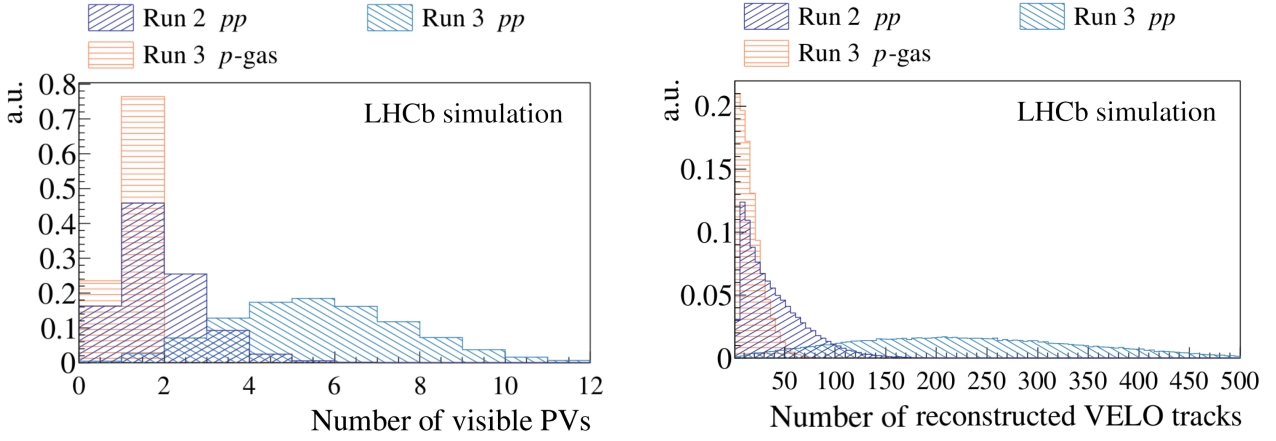 Run 2 pp Run 3 pp
Run 3 p-gas
a.u.
LHCb simulation
0.8
0.7
0.6
0.5
0.4
0.3
0.2
0.1
0
0 2 4 6 8 10 12
Number of visible PVs
Run 2 pp Run 3 pp
Run 3 p-gas
a.u.
LHCb simulation
0.2
0.15
0.1
0.05
0
50 100 150 200 250 300 350 400 450 500
Number of reconstructed VELO tracks